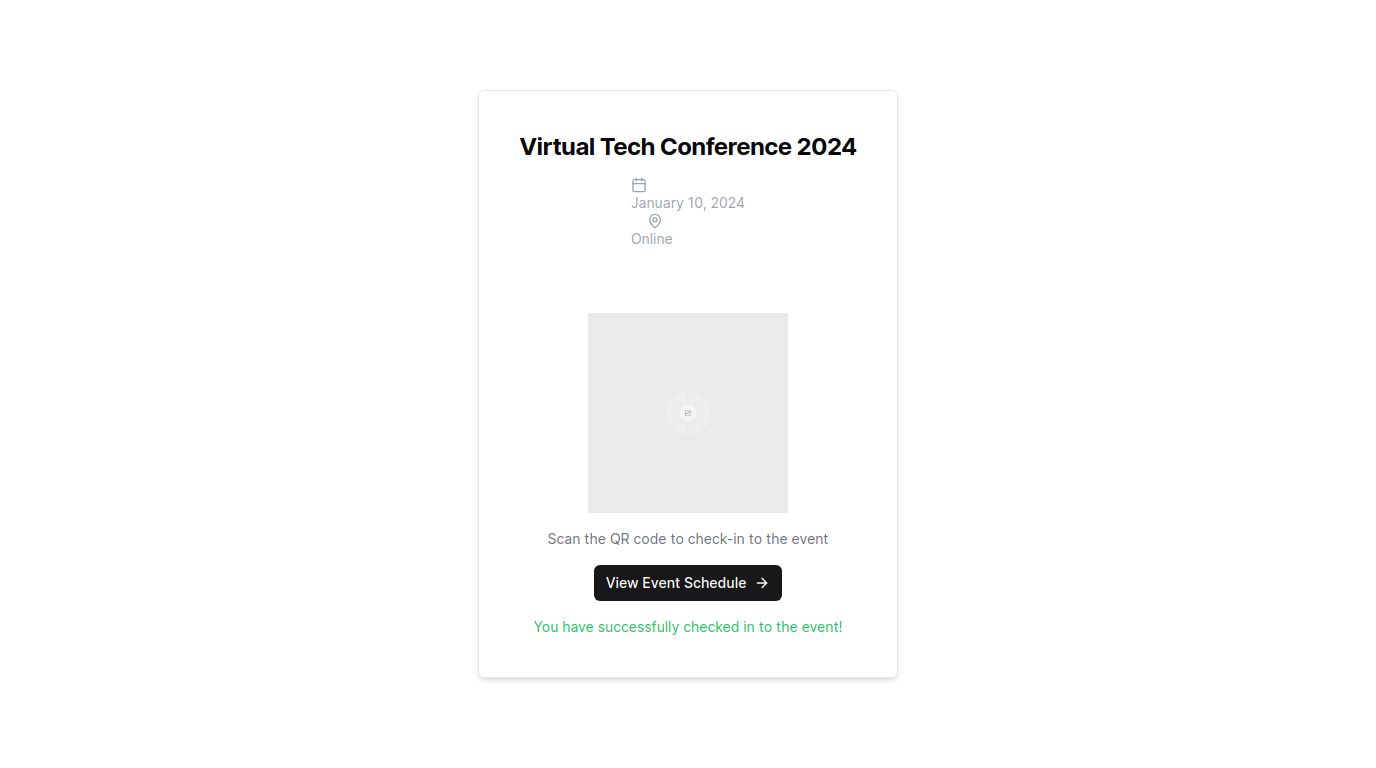 Virtual Tech Conference 2024
January 10, 2024
Online
Scan the QR code to check-in to the event
View Event Schedule
You have successfully checked in to the event!